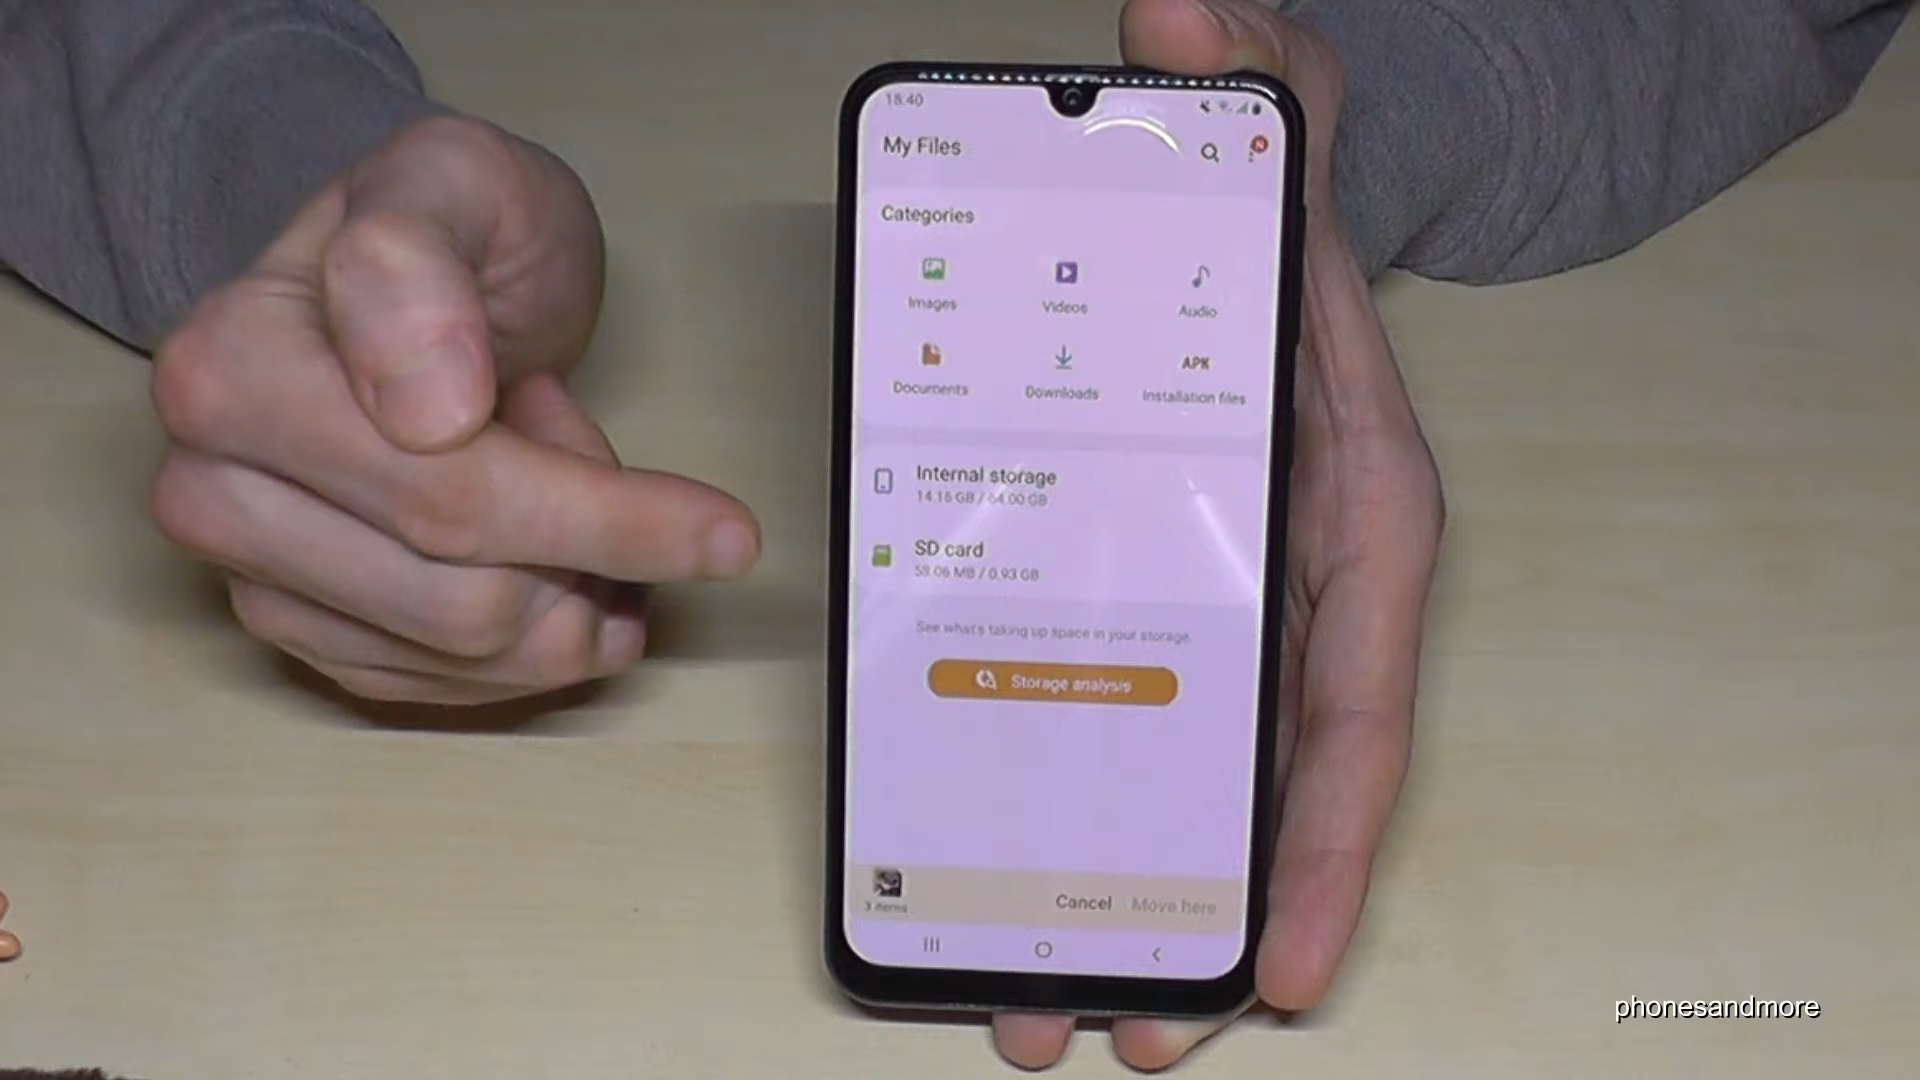 18:40
My Files
N
Categories
Images
Videos
Audio
Documents
Downloads
APK
Installation files
Internal storage
14.16 GB / 64.00 GB
SD card
58.06 MB / 0.93 GB
See what's taking up space in your storage.
Storage analysis
3 items
Cancel
Move here
phonesandmore